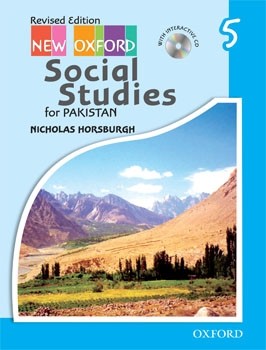 Revised Edition
NEW OXFORD
Social
Studies
for PAKISTAN
NICHOLAS HORSBURGH
WITH INTERACTIVE CD
5
OXFORD